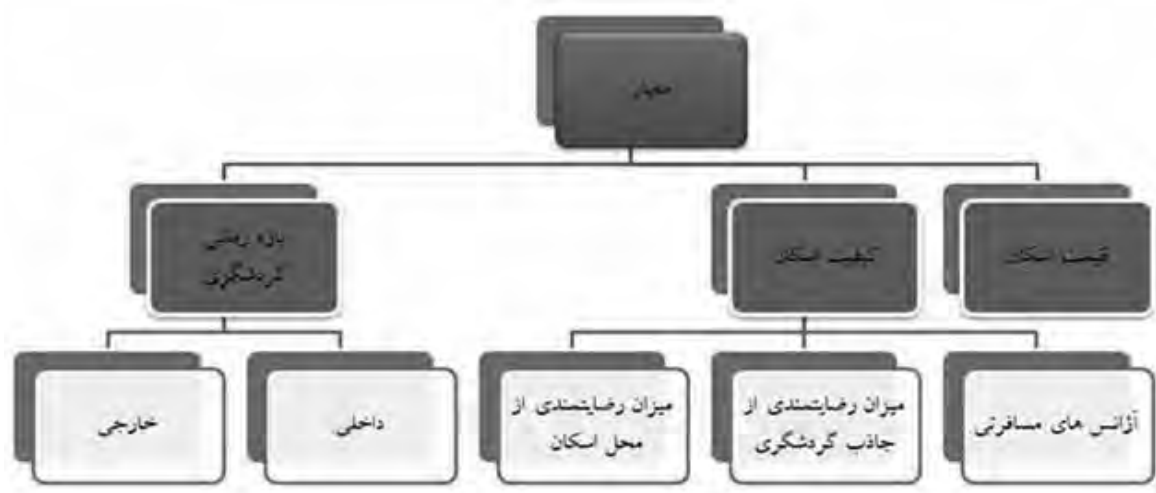 معیار
قیمت اسکان
کیفیت اسکان
بازه زمانی
گردشگری
آژانس های مسافرتی
میزان رضایتمندی از
جاذب گردشگری
میزان رضایتمندی از
محل اسکان
داخلی
خارجی